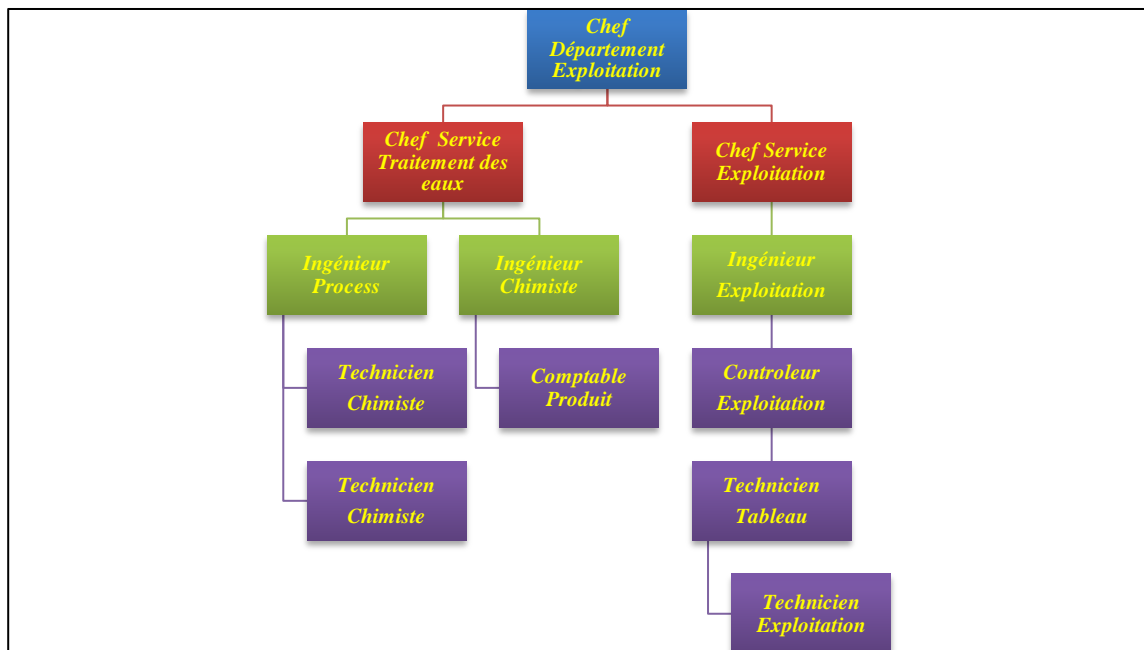 Chef
Département
Exploitation
Chef Service
Traitement des
eaux
Chef Service
Exploitation
Ingénieur
Process
Ingénieur
Chimiste
Ingénieur
Exploitation
Technicien
Chimiste
Comptable
Produit
Controleur
Exploitation
Technicien
Chimiste
Technicien
Tableau
Technicien
Exploitation